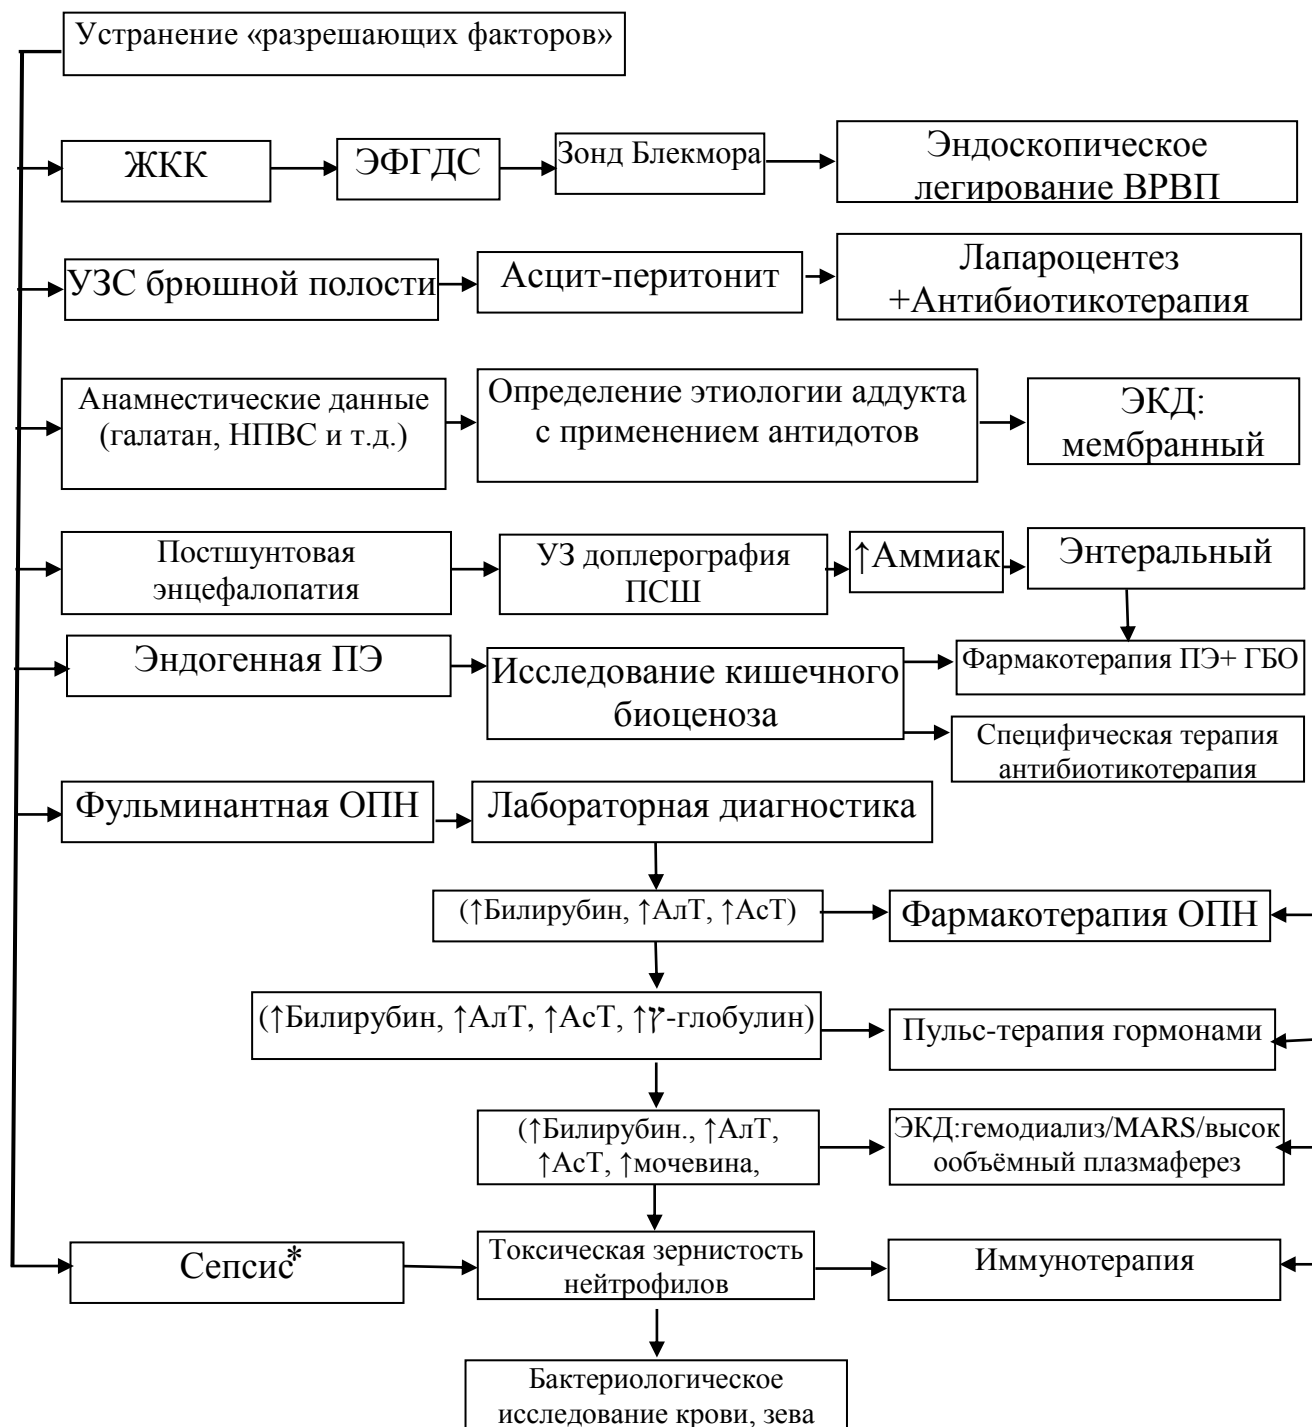 Устранение «разрешающих факторов»
ЖКК
ЭФГДС
Зонд Блекмора
Эндоскопическое
легирование ВРВП
УЗС брюшной полости
Асцит-перитонит
Лапароцентез
+Антибиотикотерапия
Анамнестические данные
(галатан, НПВС и т.д.)
Определение этиологии аддукта
с применением антидотов
ЭКД:
мембранный
Постшунтовая
энцефалопатия
УЗ доплерография
ПСШ
↑Аммиак
Энтеральный
Эндогенная ПЭ
Исследование кишечного
биоценоза
Фармакотерапия ПЭ+ ГБО
Специфическая терапия
антибиотикотерапия
Фульминантная ОПН
Лабораторная диагностика
(↑Билирубин, ↑АлТ, ↑АсТ)
Фармакотерапия ОПН
(↑Билирубин, ↑АлТ, ↑АсТ, ↑γ-глобулин)
Пульс-терапия гормонами
(↑Билирубин., ↑АлТ,
↑АсТ, ↑мочевина,
ЭКД:гемодиализ/MARS/высок
ообъёмный плазмаферез
Сепсис*
Токсическая зернистость
нейтрофилов
Иммунотерапия
Бактериологическое
исследование крови, зева